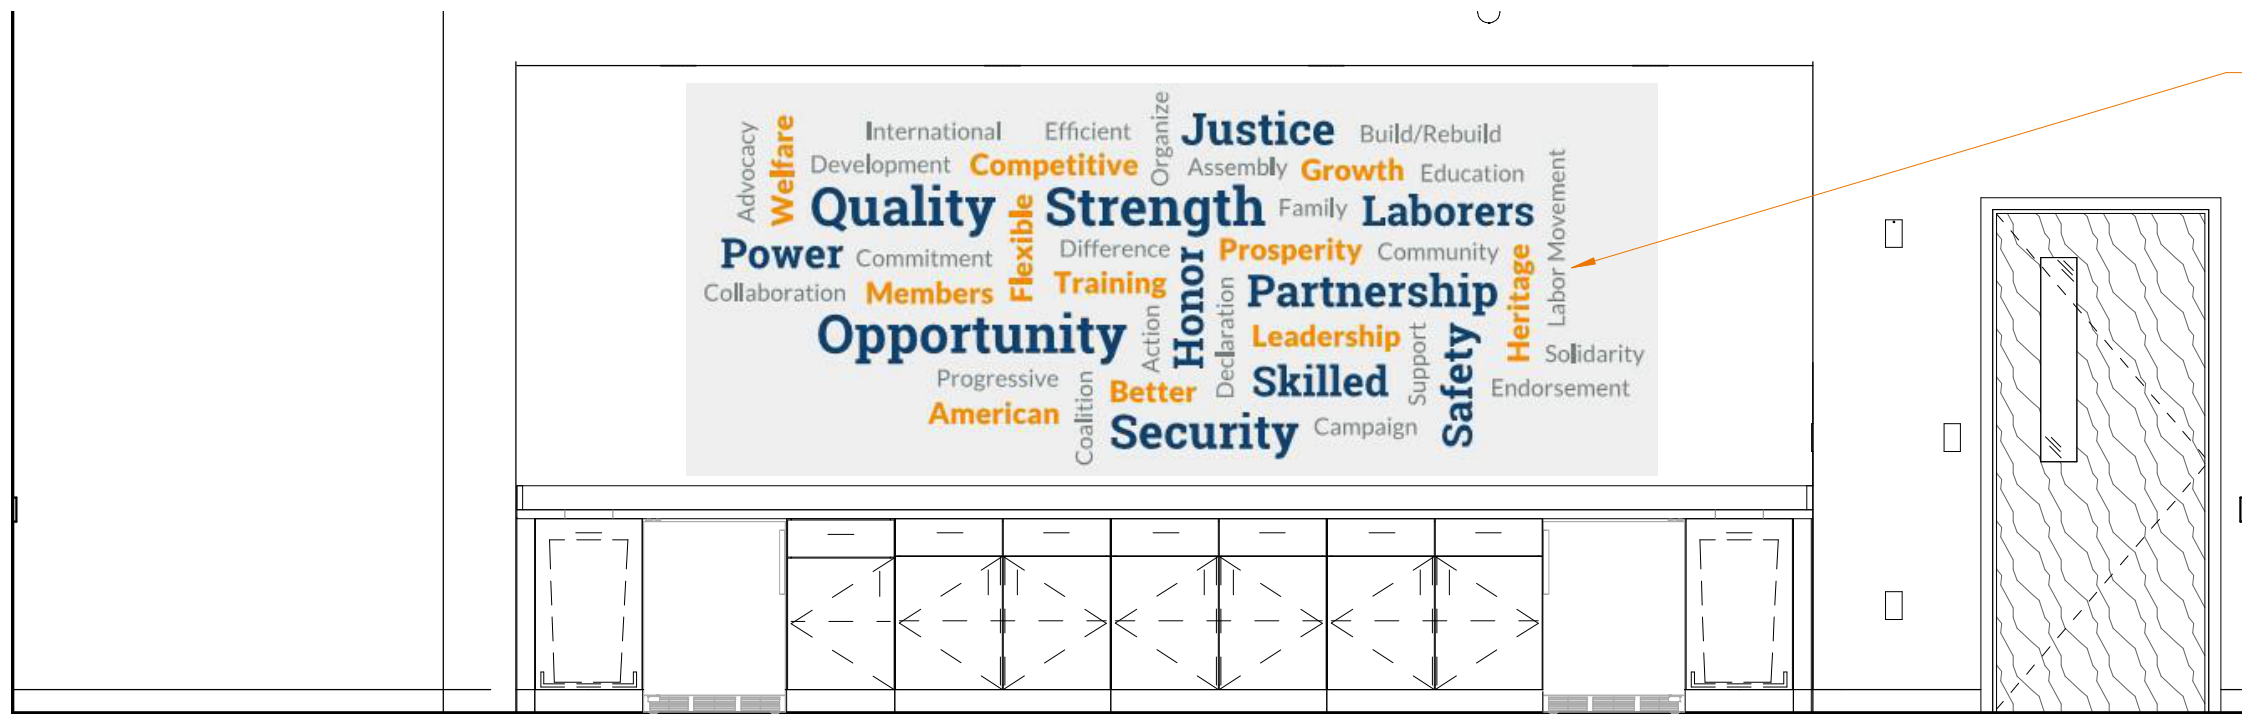 Advocacy
Welfare
International
Efficient
Organize
Justice
Build/Rebuild
Development
Competitive
Assembly
Growth
Education
Labor Movement
Quality
Flexible
Strength
Family
Laborers
Power
Commitment
Difference
Honor
Prosperity
Community
Heritage
Collaboration
Members
Training
Declaration
Partnership
Opportunity
Action
Leadership
Support
Safety
Solidarity
Progressive
Coalition
Better
Skilled
Endorsement
American
Security
Campaign